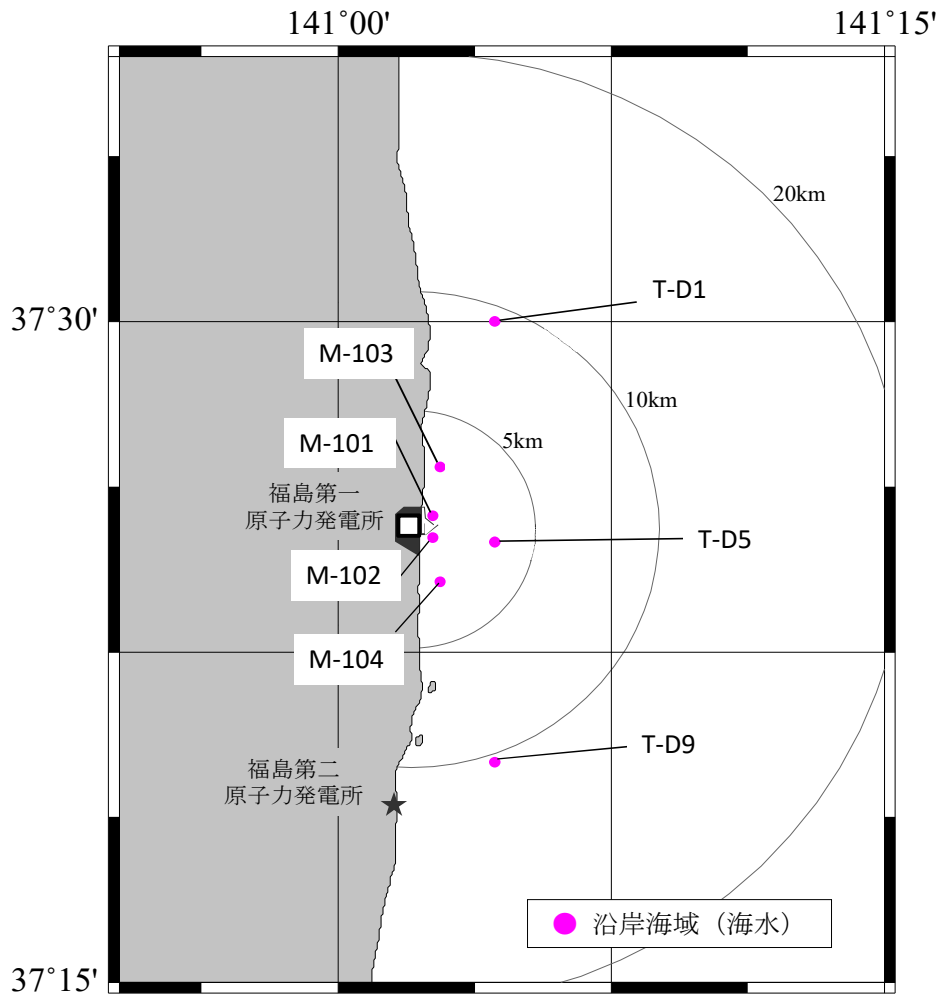 141°00'
141°15'
20km
T-D1
37°30'
M-103
10km
M-101
5km
福島第一
原子力発電所
T-D5
M-102
M-104
T-D9
福島第二
原子力発電所
沿岸海域（海水）
37°15'